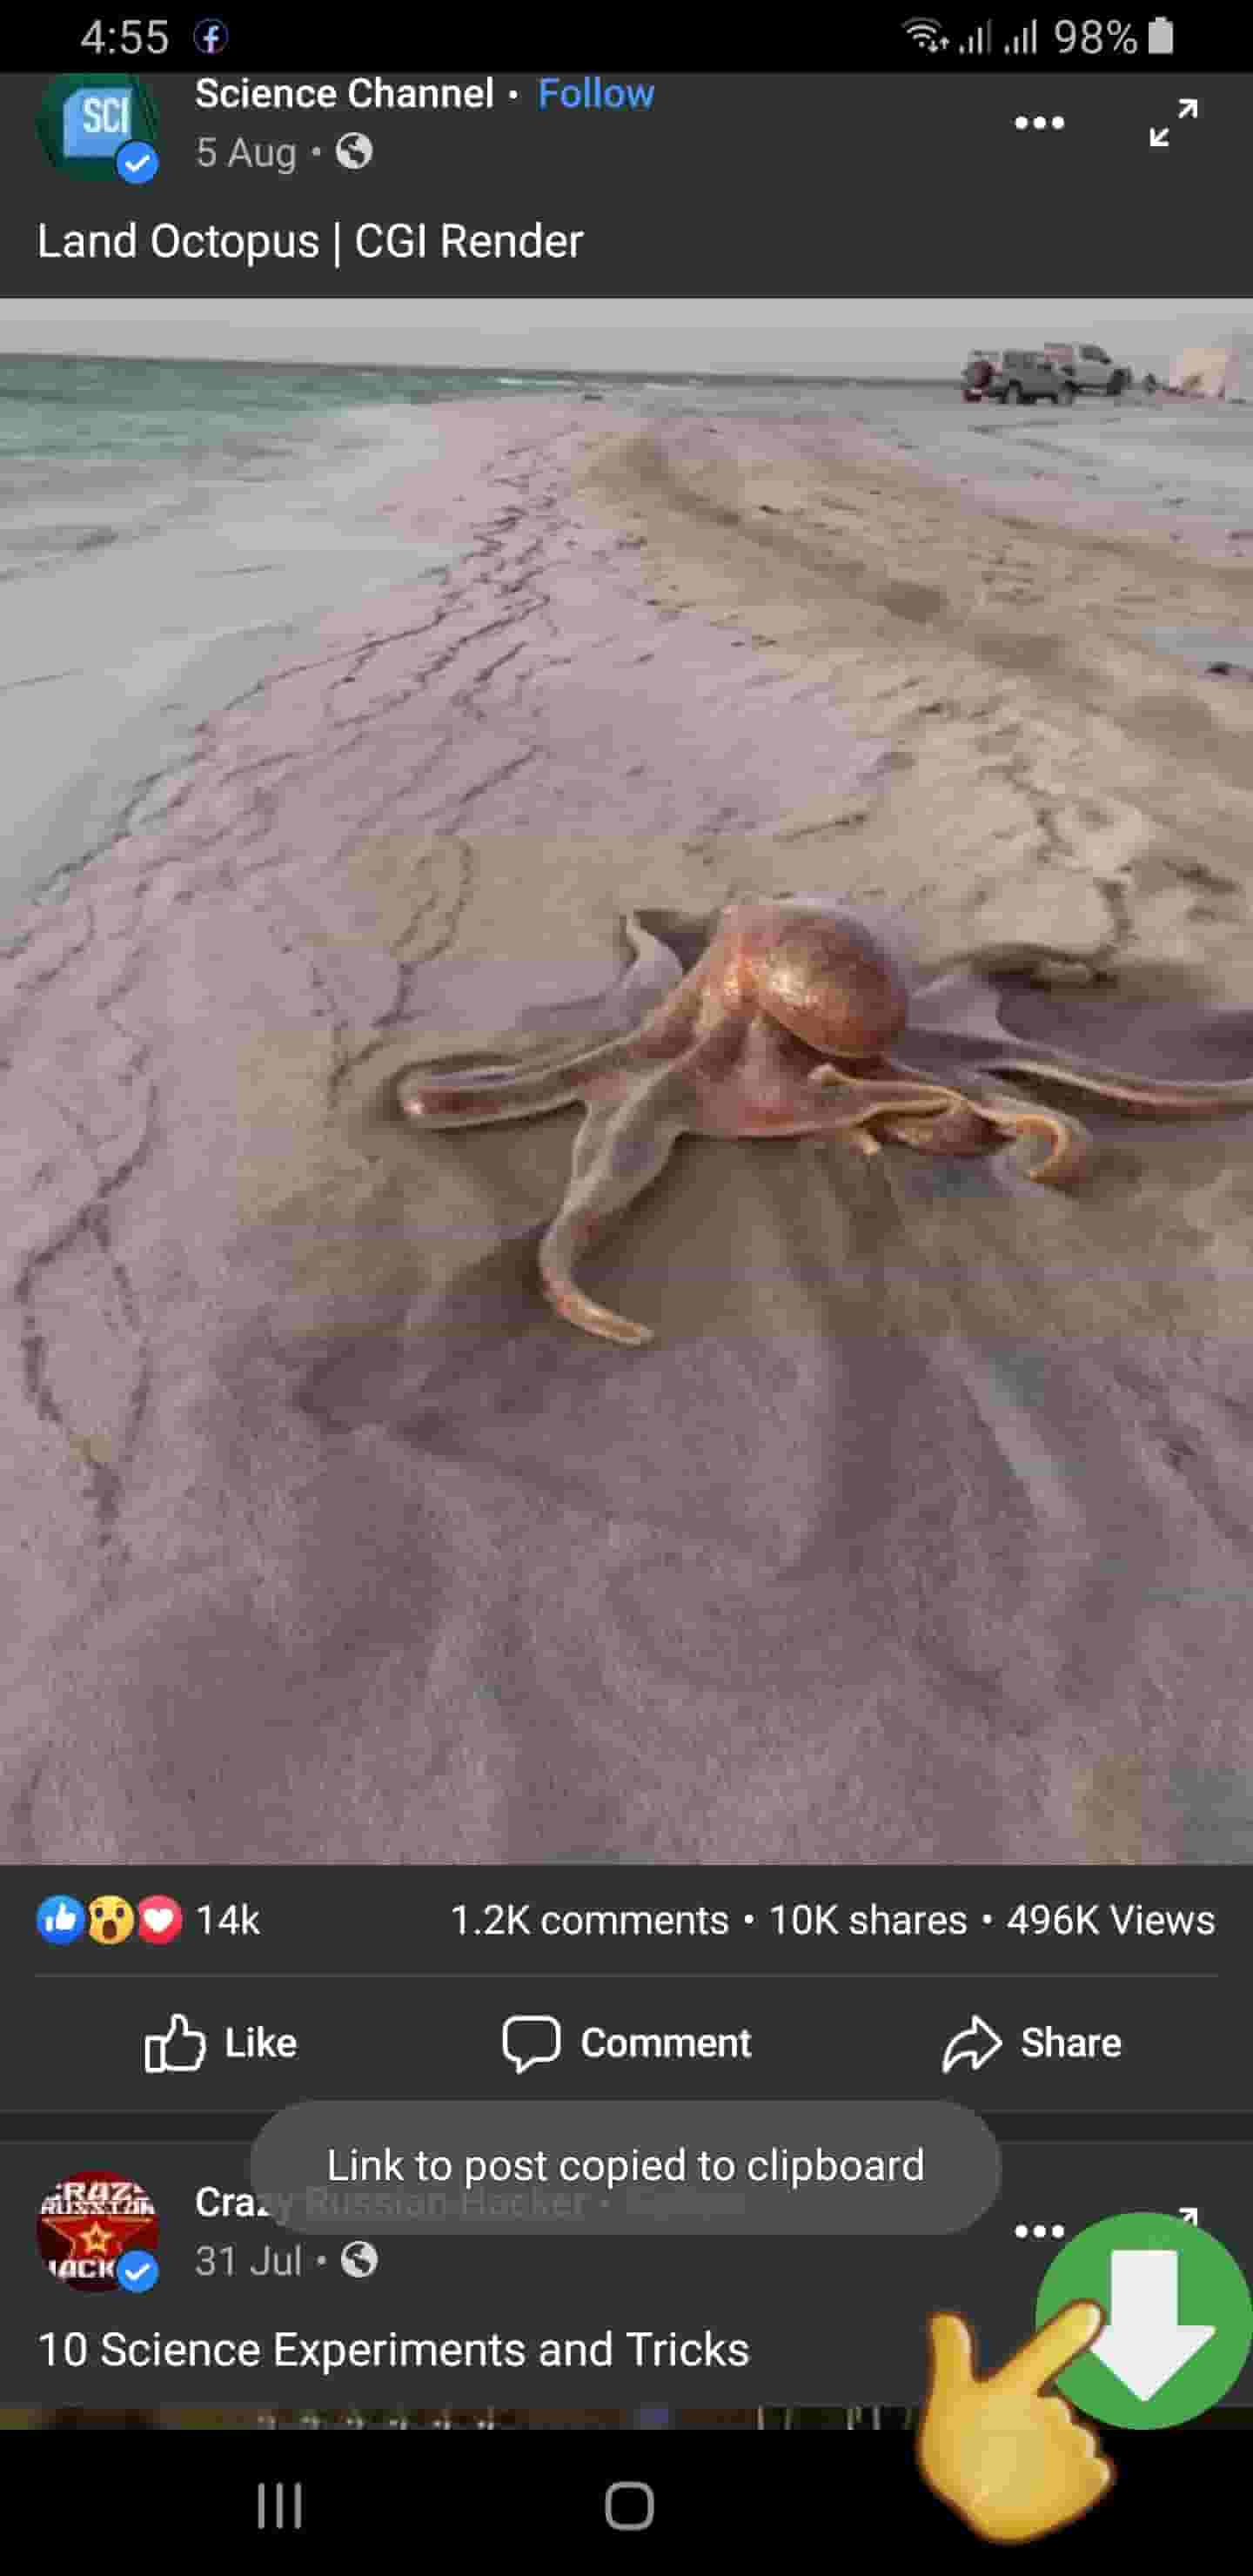 4:55
98%
SCI
Science Channel • Follow
5 Aug •
Land Octopus | CGI Render
14k
1.2K comments • 10K shares • 496K Views
Like
Comment
Share
Link to post copied to clipboard
Crazy Russian Hacker •
31 Jul •
10 Science Experiments and Tricks